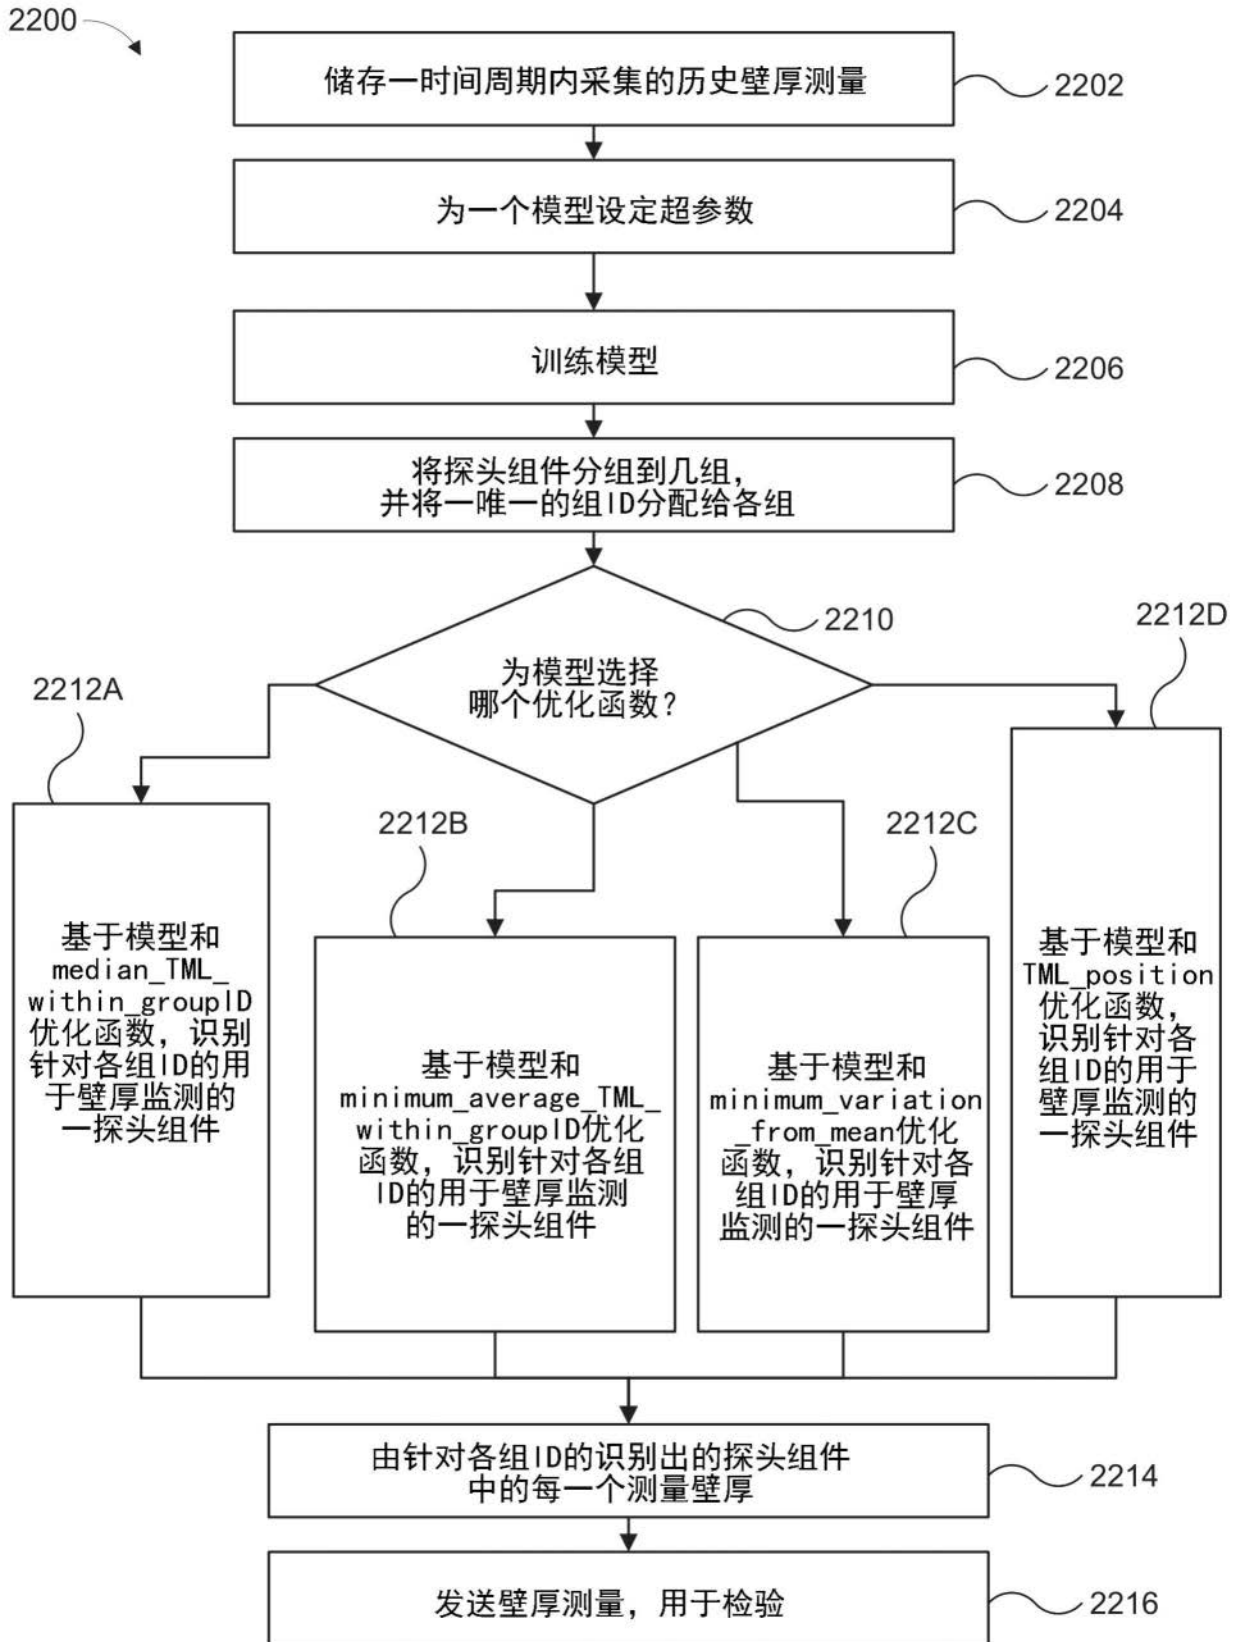 2200
储存一时间周期内采集的历史壁厚测量
2202
为一个模型设定超参数
2204
训练模型
2206
将探头组件分组到几组，
并将一唯一的组ID分配给各组
2208
为模型选择
哪个优化函数？
2210
2212A
基于模型和
median_TML_
within_groupID
优化函数，识别
针对各组ID的用
于壁厚监测的
一探头组件
2212B
基于模型和
minimum_average_TML_
within_groupID优化
函数，识别针对各组
ID的用于壁厚监测
的一探头组件
2212C
基于模型和
minimum_variation
_from_mean优化
函数，识别针对各
组ID的用于壁厚
监测的一探头组件
2212D
基于模型和
TML_position
优化函数，
识别针对各
组ID的用于
壁厚监测的
一探头组件
由针对各组ID的识别出的探头组件
中的每一个测量壁厚
2214
发送壁厚测量，用于检验
2216